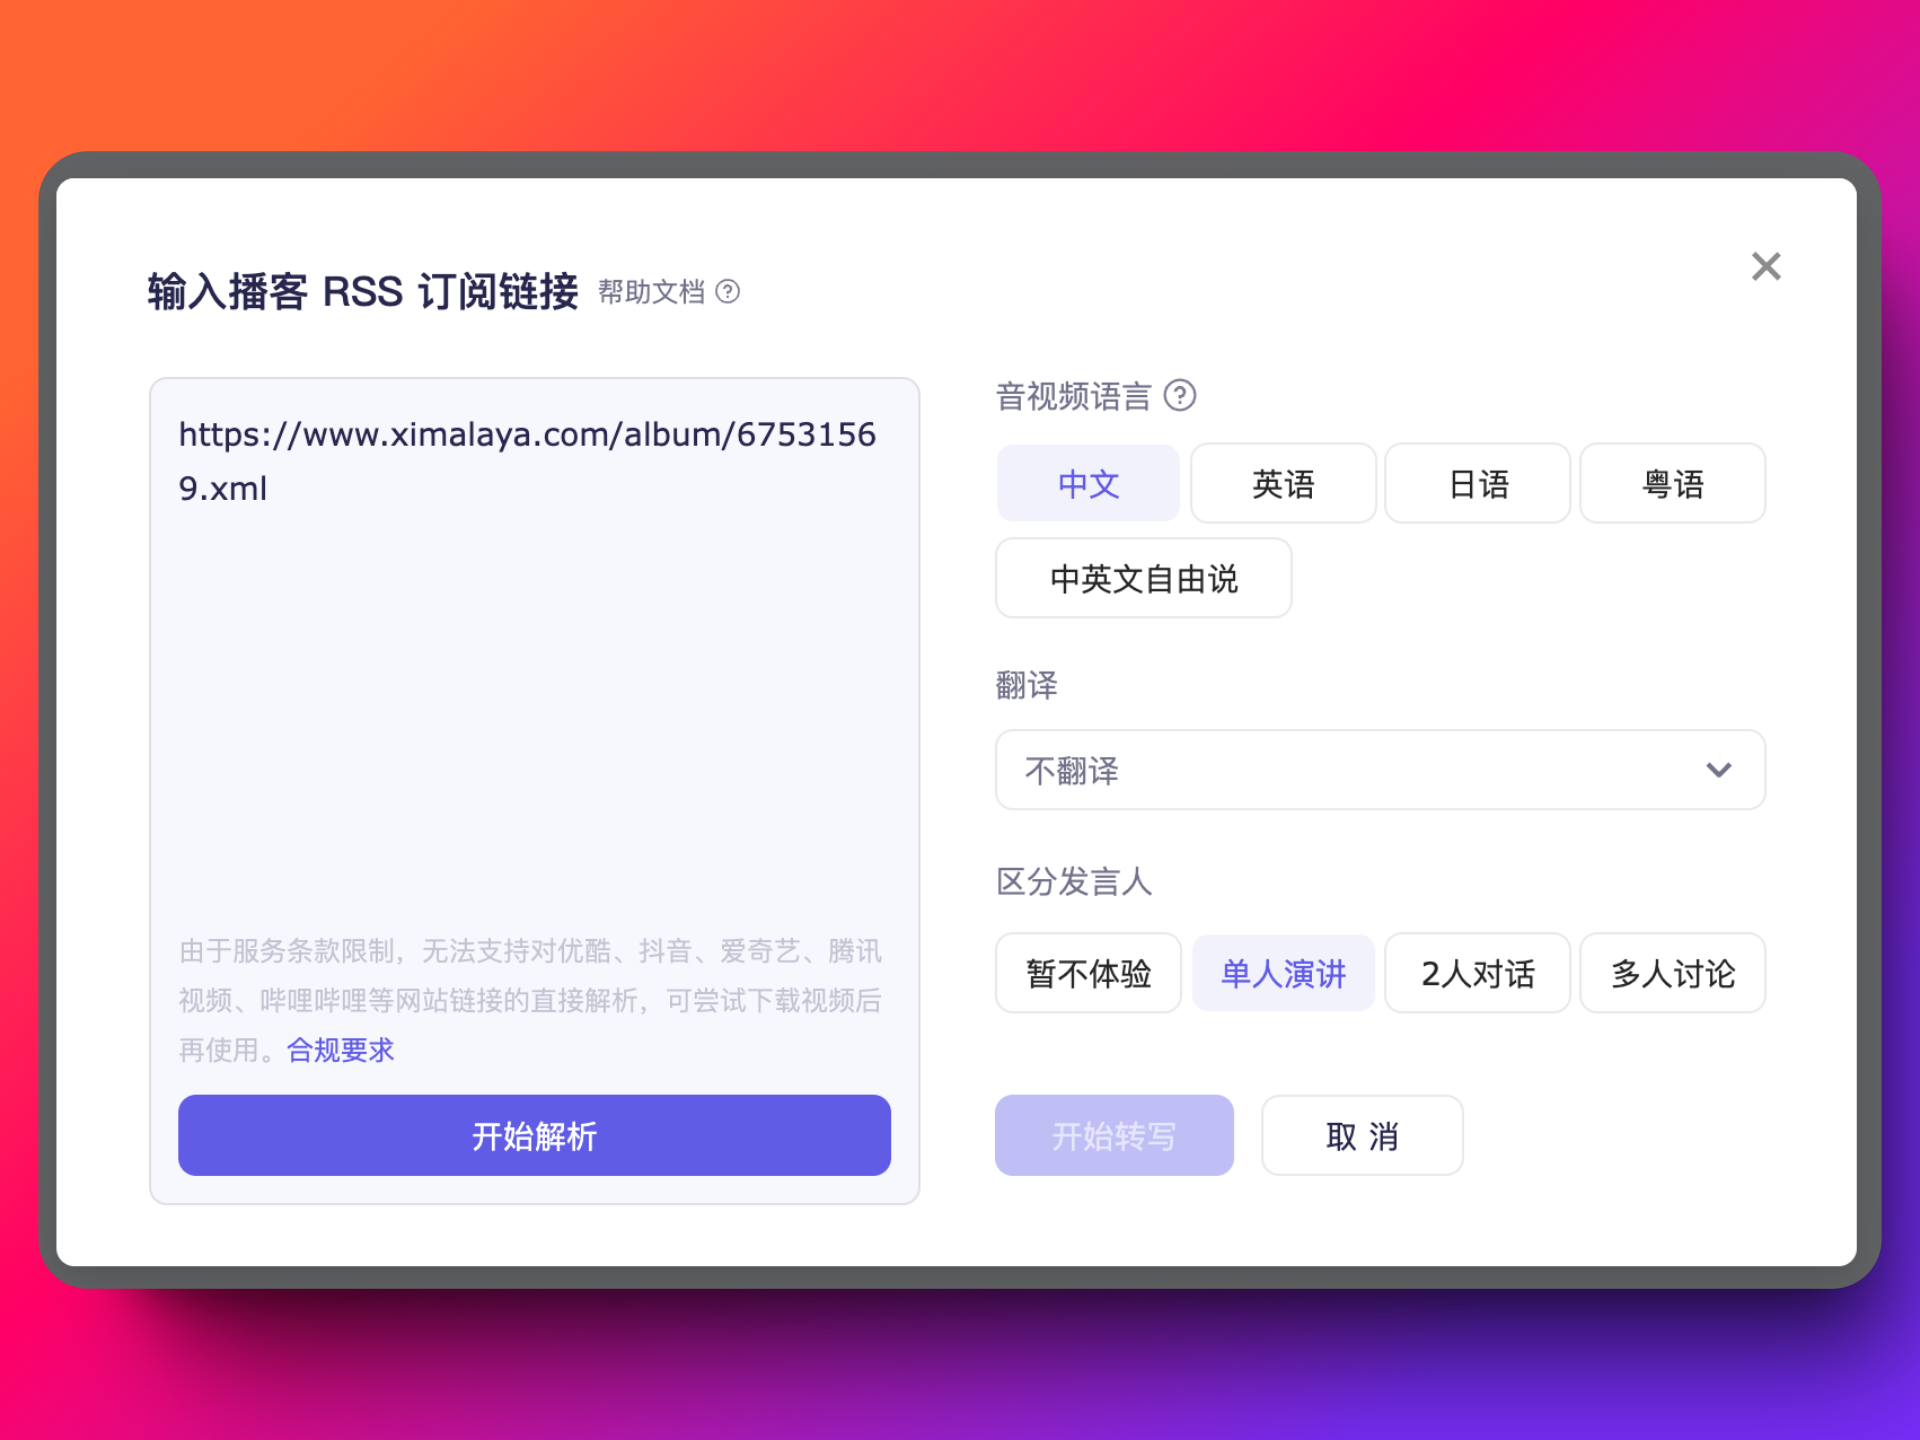 输入播客 RSS 订阅链接 帮助文档
https://www.ximalaya.com/album/6753156
9.xml
由于服务条款限制，无法支持对优酷、抖音、爱奇艺、腾讯
视频、哔哩哔哩等网站链接的直接解析，可尝试下载视频后
再使用。合规要求
开始解析
音视频语言
中文 英语 日语 粤语
中英文自由说
翻译
不翻译
区分发言人
暂不体验 单人演讲 2人对话 多人讨论
开始转写 取 消